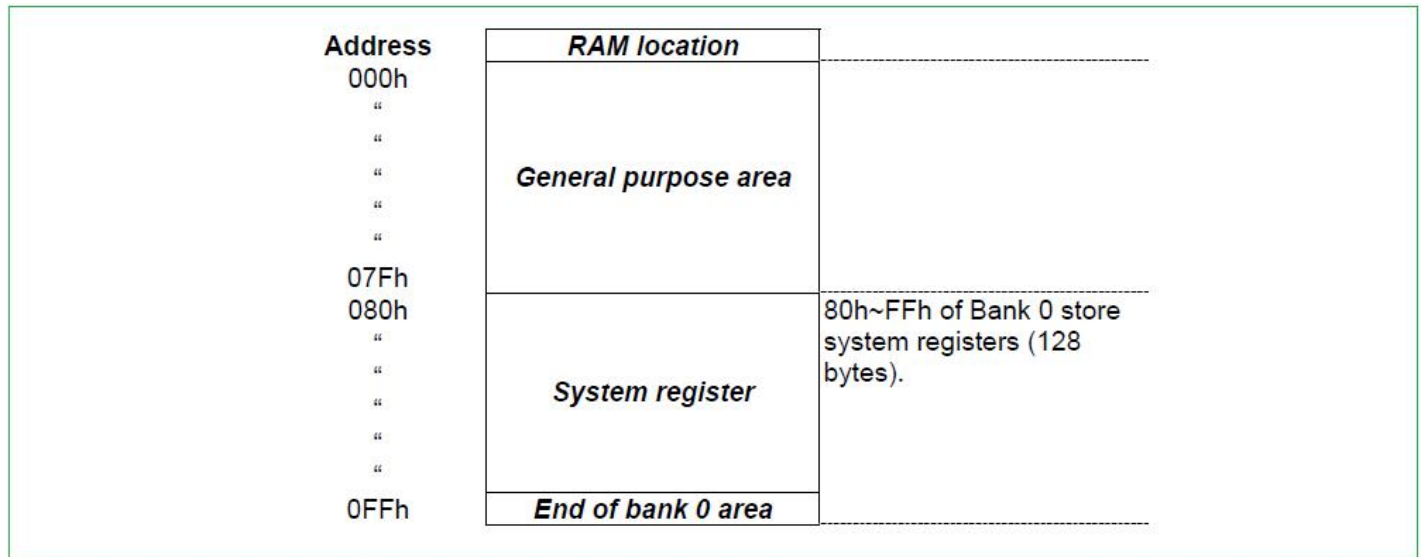 Address RAM location
000h
“
“
“ General purpose area
“
“
07Fh
080h 80h~FFh of Bank 0 store
“ system registers (128
“ bytes).
“ System register
“
“
0FFh End of bank 0 area